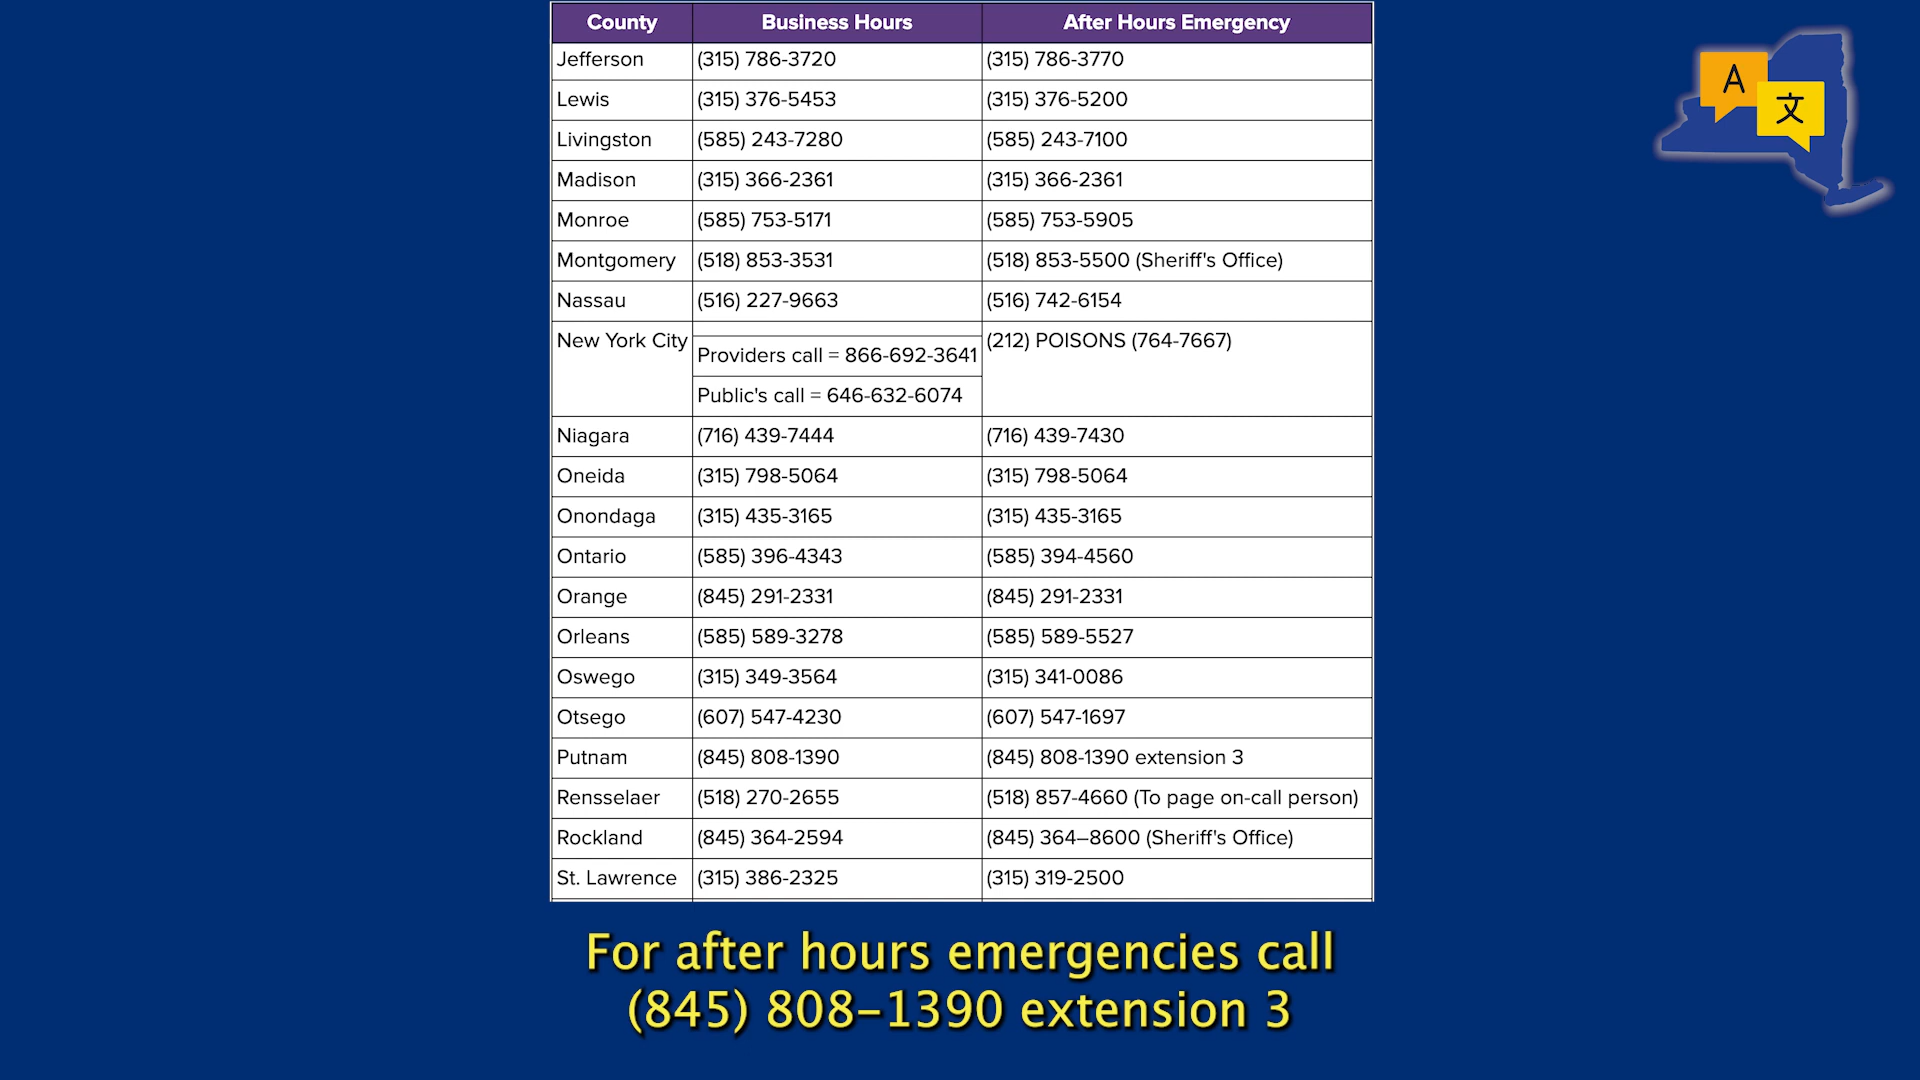 County Business Hours After Hours Emergency
Jefferson (315) 786-3720 (315) 786-3770
Lewis (315) 376-5453 (315) 376-5200
Livingston (585) 243-7280 (585) 243-7100
Madison (315) 366-2361 (315) 366-2361
Monroe (585) 753-5171 (585) 753-5905
Montgomery (518) 853-3531 (518) 853-5500 (Sheriff's Office)
Nassau (516) 227-9663 (516) 742-6154
New York City (212) POISONS (764-7667)
Providers call = 866-692-3641
Public's call = 646-632-6074
Niagara (716) 439-7444 (716) 439-7430
Oneida (315) 798-5064 (315) 798-5064
Onondaga (315) 435-3165 (315) 435-3165
Ontario (585) 396-4343 (585) 394-4560
Orange (845) 291-2331 (845) 291-2331
Orleans (585) 589-3278 (585) 589-5527
Oswego (315) 349-3564 (315) 341-0086
Otsego (607) 547-4230 (607) 547-1697
Putnam (845) 808-1390 (845) 808-1390 extension 3
Rensselaer (518) 270-2655 (518) 857-4660 (To page on-call person)
Rockland (845) 364-2594 (845) 364–8600 (Sheriff's Office)
St. Lawrence (315) 386-2325 (315) 319-2500
A
文
For after hours emergencies call
(845) 808–1390 extension 3